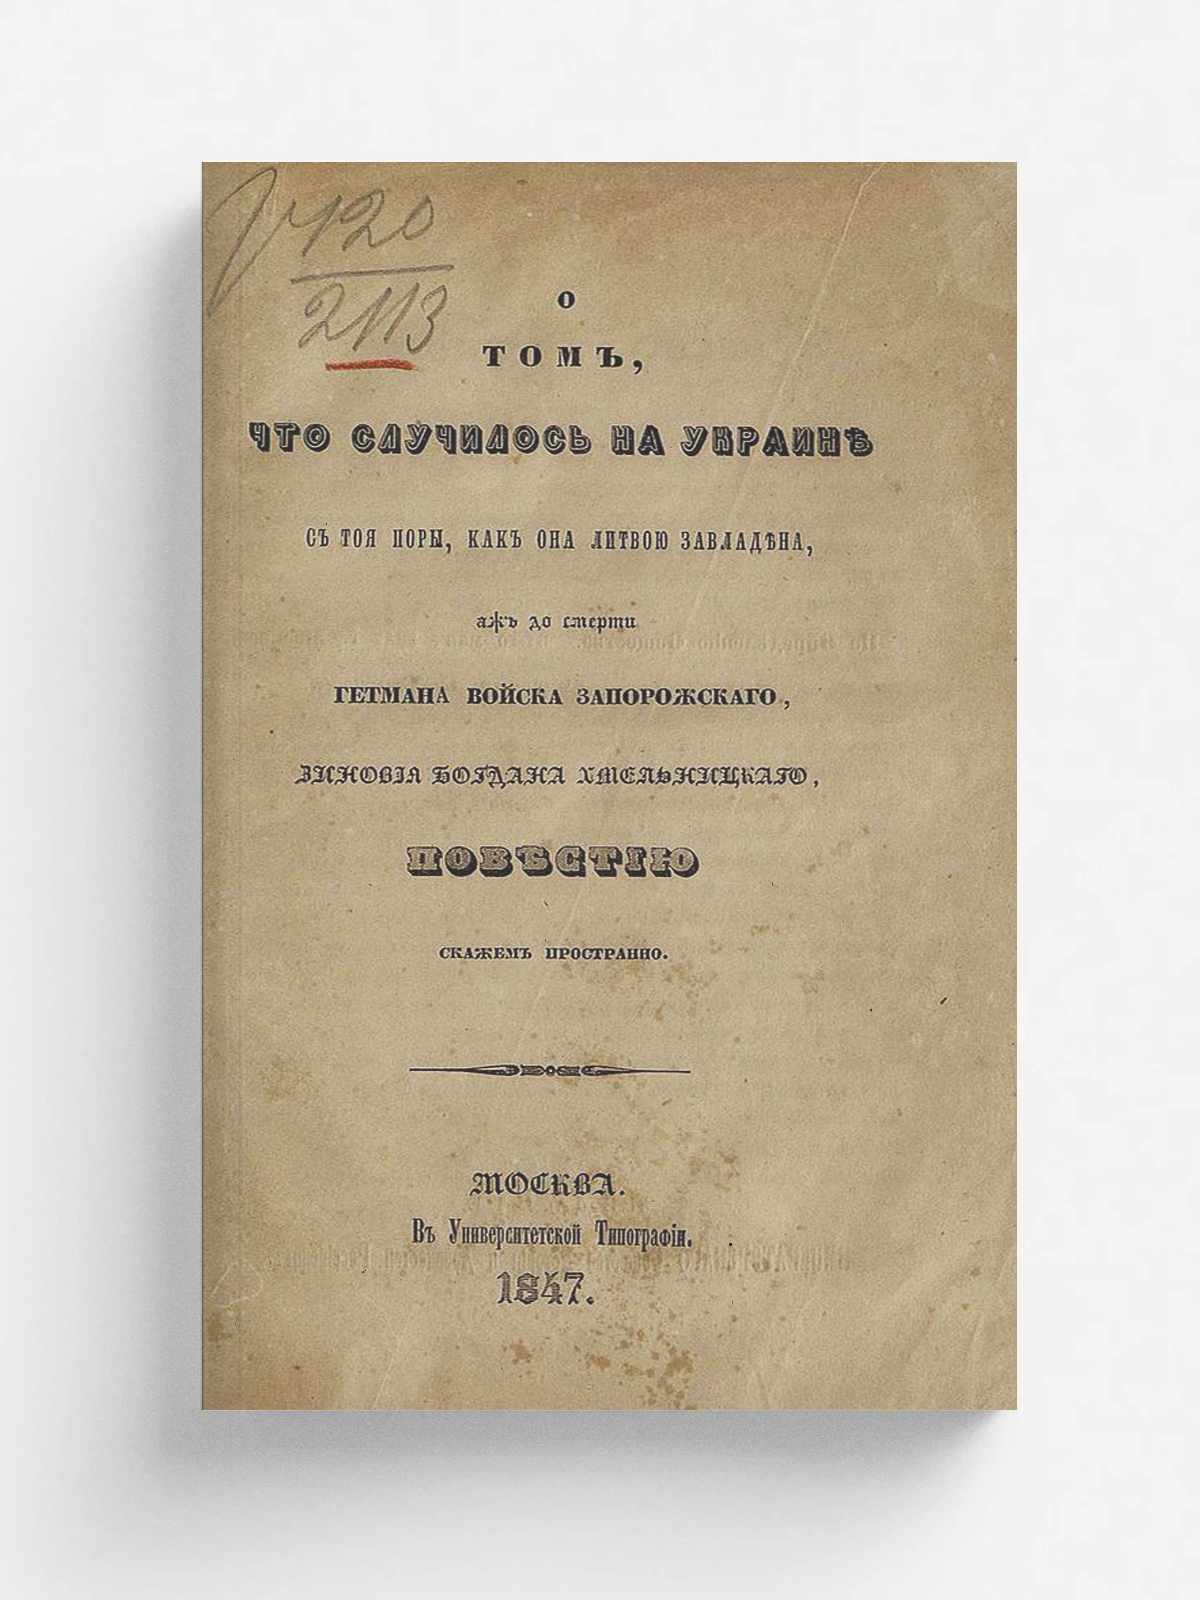 420
2113
О
ТОМЪ,
ЧТО СЛУЧИЛОСЬ НА УКРАИНѢ
СЪ ТОЯ ПОРЫ, КАКЪ ОНА ЛИТВОЮ ЗАВЛАДѢНА,
ажъ до смерти
ГЕТМАНА ВОЙСКА ЗАПОРОЖСКАГО,
ЗИНОВІЯ БОГДАНА ХМЕЛЬНИЦКАГО,
ПОВѢСТІЮ
СКАЖЕМЪ ПРОСТРАННО.
МОСКВА.
Въ Университетской Типографіи.
1847.